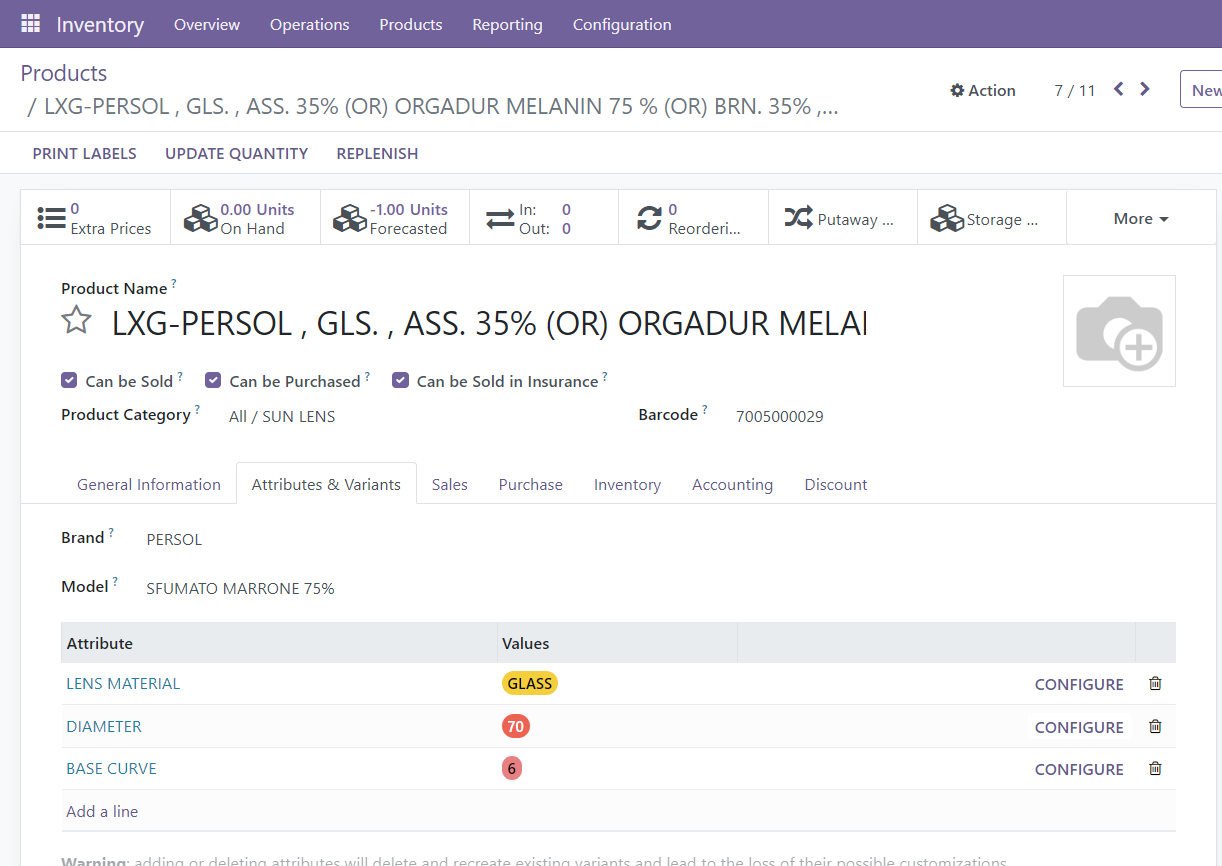 Inventory Overview Operations Products Reporting Configuration
Products
/ LXG-PERSOL , GLS. , ASS. 35% (OR) ORGADUR MELANIN 75 % (OR) BRN. 35% ,...
Action 7 / 11 New
PRINT LABELS UPDATE QUANTITY REPLENISH
0
Extra Prices
0.00 Units
On Hand
-1.00 Units
Forecasted
In: 0
Out: 0
0
Reorderi...
Putaway ...
Storage ...
More
Product Name ?
LXG-PERSOL , GLS. , ASS. 35% (OR) ORGADUR MELAI
Can be Sold ? Can be Purchased ? Can be Sold in Insurance ?
Product Category ? All / SUN LENS Barcode ? 7005000029
General Information Attributes & Variants Sales Purchase Inventory Accounting Discount
Brand ? PERSOL
Model ? SFUMATO MARRONE 75%
Attribute Values
LENS MATERIAL GLASS CONFIGURE
DIAMETER 70 CONFIGURE
BASE CURVE 6 CONFIGURE
Add a line
Warning: adding or deleting attributes will delete and recreate existing variants and lead to the loss of their possible customizations.